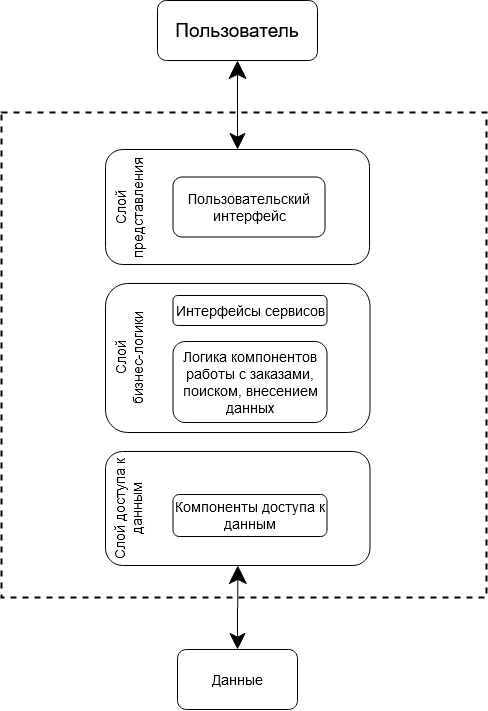 Пользователь
Слой
представления
Пользовательский
интерфейс
Слой
бизнес-логики
Интерфейсы сервисов
Логика компонентов
работы с заказами,
поиском, внесением
данных
Слой доступа к
данным
Компоненты доступа к
данным
Данные